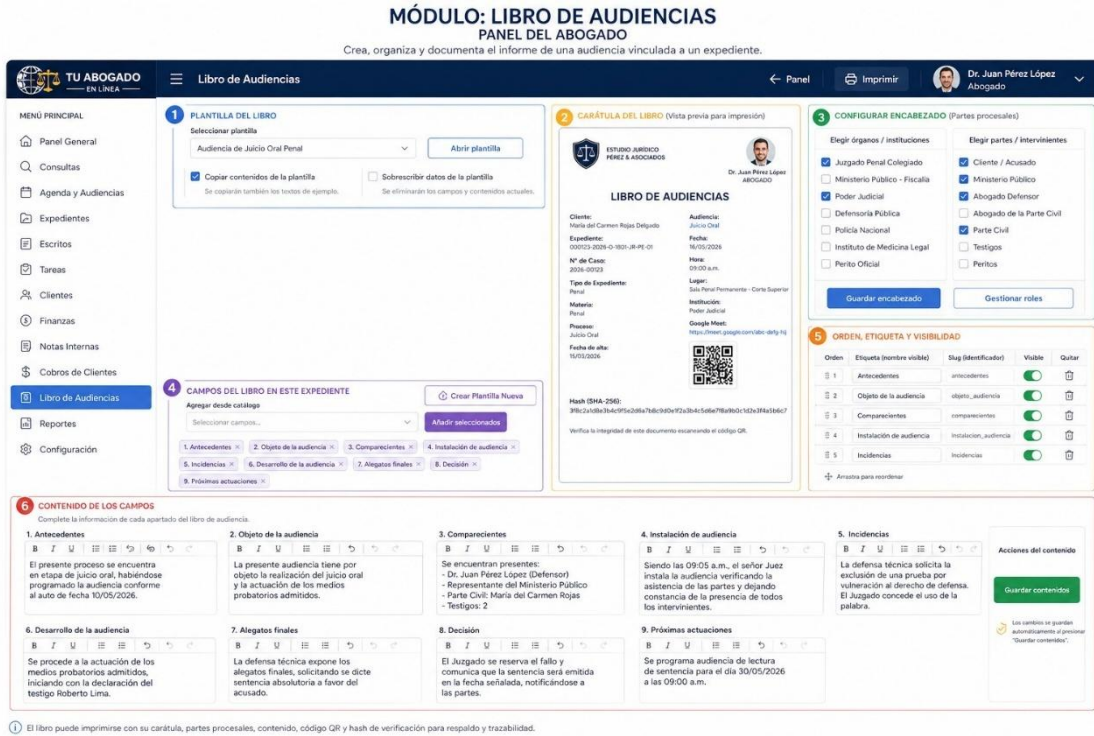 MÓDULO: LIBRO DE AUDIENCIAS
PANEL DEL ABOGADO
Crea, organiza y documenta el informe de una audiencia vinculada a un expediente.
TU ABOGADO
EN LÍNEA
Libro de Audiencias
Panel
Imprimir
Dr. Juan Pérez López
Abogado
MENÚ PRINCIPAL
Panel General
Consultas
Agenda y Audiencias
Expedientes
Escritos
Tareas
Clientes
Finanzas
Notas Internas
Cobros de Clientes
Libro de Audiencias
Reportes
Configuración
1 PLANTILLA DEL LIBRO
Seleccionar plantilla
Audiencia de Juicio Oral Penal
Abrir plantilla
Copiar contenidos de la plantilla
Se copiarán también los textos de ejemplo.
Sobrescribir datos de la plantilla
Se eliminarán los campos y contenidos actuales.
2 CARÁTULA DEL LIBRO (Vista previa para impresión)
ESTUDIO JURÍDICO
PÉREZ & ASOCIADOS
Dr. Juan Pérez López
ABOGADO
LIBRO DE AUDIENCIAS
Cliente:
María del Carmen Rojas Delgado
Expediente:
000123-2026-0-1801-JR-PE-01
N° de Caso:
2026-00123
Tipo de Expediente:
Penal
Materia:
Penal
Proceso:
Juicio Oral
Fecha de alta:
15/03/2026
Audiencia:
Juicio Oral
Fecha:
16/05/2026
Hora:
09:00 a.m.
Lugar:
Sala Penal Permanente - Corte Superior
Institución:
Poder Judicial
Google Meet:
Hash (SHA-256):
Verifica la integridad de este documento escaneando el código QR.
3 CONFIGURAR ENCABEZADO (Partes procesales)
Elegir órganos / instituciones
Juzgado Penal Colegiado
Ministerio Público - Fiscalía
Poder Judicial
Defensoría Pública
Policía Nacional
Instituto de Medicina Legal
Perito Oficial
Elegir partes / intervinientes
Cliente / Acusado
Ministerio Público
Abogado Defensor
Abogado de la Parte Civil
Parte Civil
Testigos
Peritos
Guardar encabezado
Gestionar roles
4 CAMPOS DEL LIBRO EN ESTE EXPEDIENTE
Crear Plantilla Nueva
Agregar desde catálogo
Seleccionar campos...
Añadir seleccionados
1. Antecedentes ×
2. Objeto de la audiencia ×
3. Comparecientes ×
4. Instalación de audiencia ×
5. Incidencias ×
6. Desarrollo de la audiencia ×
7. Alegatos finales ×
8. Decisión ×
9. Próximas actuaciones ×
5 ORDEN, ETIQUETA Y VISIBILIDAD
Orden Etiqueta (nombre visible) Slug (identificador) Visible Quitar
1 Antecedentes antecedentes
2 Objeto de la audiencia objeto_audiencia
3 Comparecientes comparecientes
4 Instalación de audiencia instalacion_audiencia
5 Incidencias incidencias
Arrastra para reordenar
6 CONTENIDO DE LOS CAMPOS
Complete la información de cada apartado del libro de audiencia.
1. Antecedentes
B I U
El presente proceso se encuentra
en etapa de juicio oral, habiéndose
programado la audiencia conforme
al auto de fecha 10/05/2026.
2. Objeto de la audiencia
B I U
La presente audiencia tiene por
objeto la realización del juicio oral
y la actuación de los medios
probatorios admitidos.
3. Comparecientes
B I U
Se encuentran presentes:
- Dr. Juan Pérez López (Defensor)
- Representante del Ministerio Público
- Parte Civil: María del Carmen Rojas
- Testigos: 2
4. Instalación de audiencia
B I U
Siendo las 09:05 a.m., el señor Juez
instala la audiencia verificando la
asistencia de las partes y dejando
constancia de la presencia de todos
los intervinientes.
5. Incidencias
B I U
La defensa técnica solicita la
exclusión de una prueba por
vulneración al derecho de defensa.
El Juzgado concede el uso de la
palabra.
Acciones del contenido
Guardar contenidos
Los cambios se guardan
automáticamente al presionar
"Guardar contenidos".
6. Desarrollo de la audiencia
B I U
Se procede a la actuación de los
medios probatorios admitidos,
iniciando con la declaración del
testigo Roberto Lima.
7. Alegatos finales
B I U
La defensa técnica expone los
alegatos finales, solicitando se dicte
sentencia absolutoria a favor del
acusado.
8. Decisión
B I U
El Juzgado se reserva el fallo y
comunica que la sentencia será emitida
en la fecha señalada, notificándose a
las partes.
9. Próximas actuaciones
B I U
Se programa audiencia de lectura
de sentencia para el día 30/05/2026
a las 09:00 a.m.
El libro puede imprimirse con su carátula, partes procesales, contenido, código QR y hash de verificación para respaldo y trazabilidad.